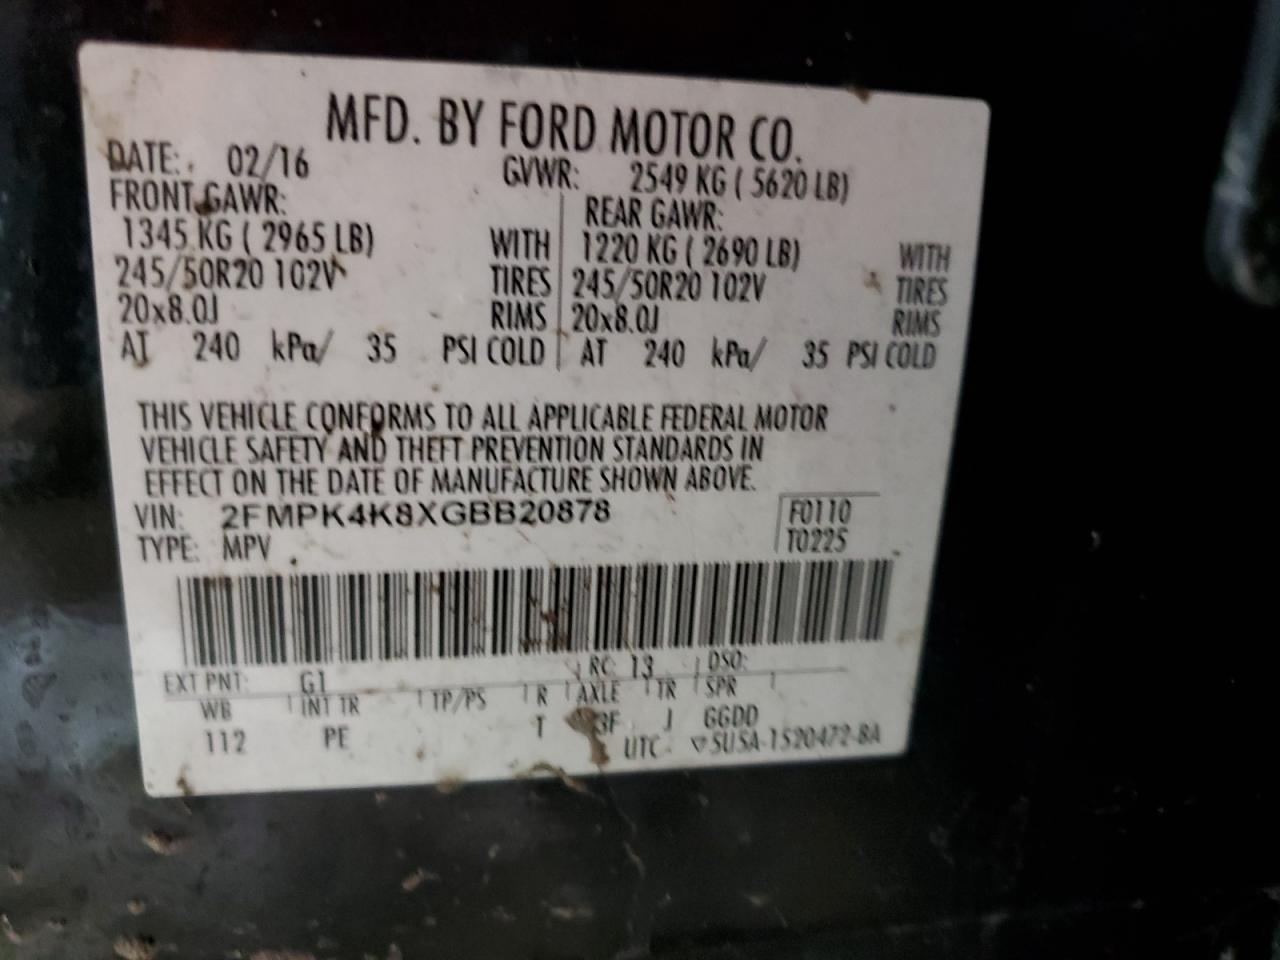 MFD. BY FORD MOTOR CO.
DATE: 02/16 GVWR: 2549 KG ( 5620 LB)
FRONT GAWR: REAR GAWR:
1345 KG ( 2965 LB) WITH 1220 KG ( 2690 LB) WITH
245/50R20 102V TIRES 245/50R20 102V TIRES
20x8.0J RIMS 20x8.0J RIMS
AT 240 kPa/ 35 PSI COLD AT 240 kPa/ 35 PSI COLD
THIS VEHICLE CONFORMS TO ALL APPLICABLE FEDERAL MOTOR
VEHICLE SAFETY AND THEFT PREVENTION STANDARDS IN
EFFECT ON THE DATE OF MANUFACTURE SHOWN ABOVE.
VIN: 2FMPK4K8XGBB20878 F0110
TYPE: MPV T0225
EXT PNT: G1 RC: 13 DSO:
WB INT TR TP/PS R AXLE TR SPR
112 PE T J GGDD
UTC ▽5U5A-1520472-BA